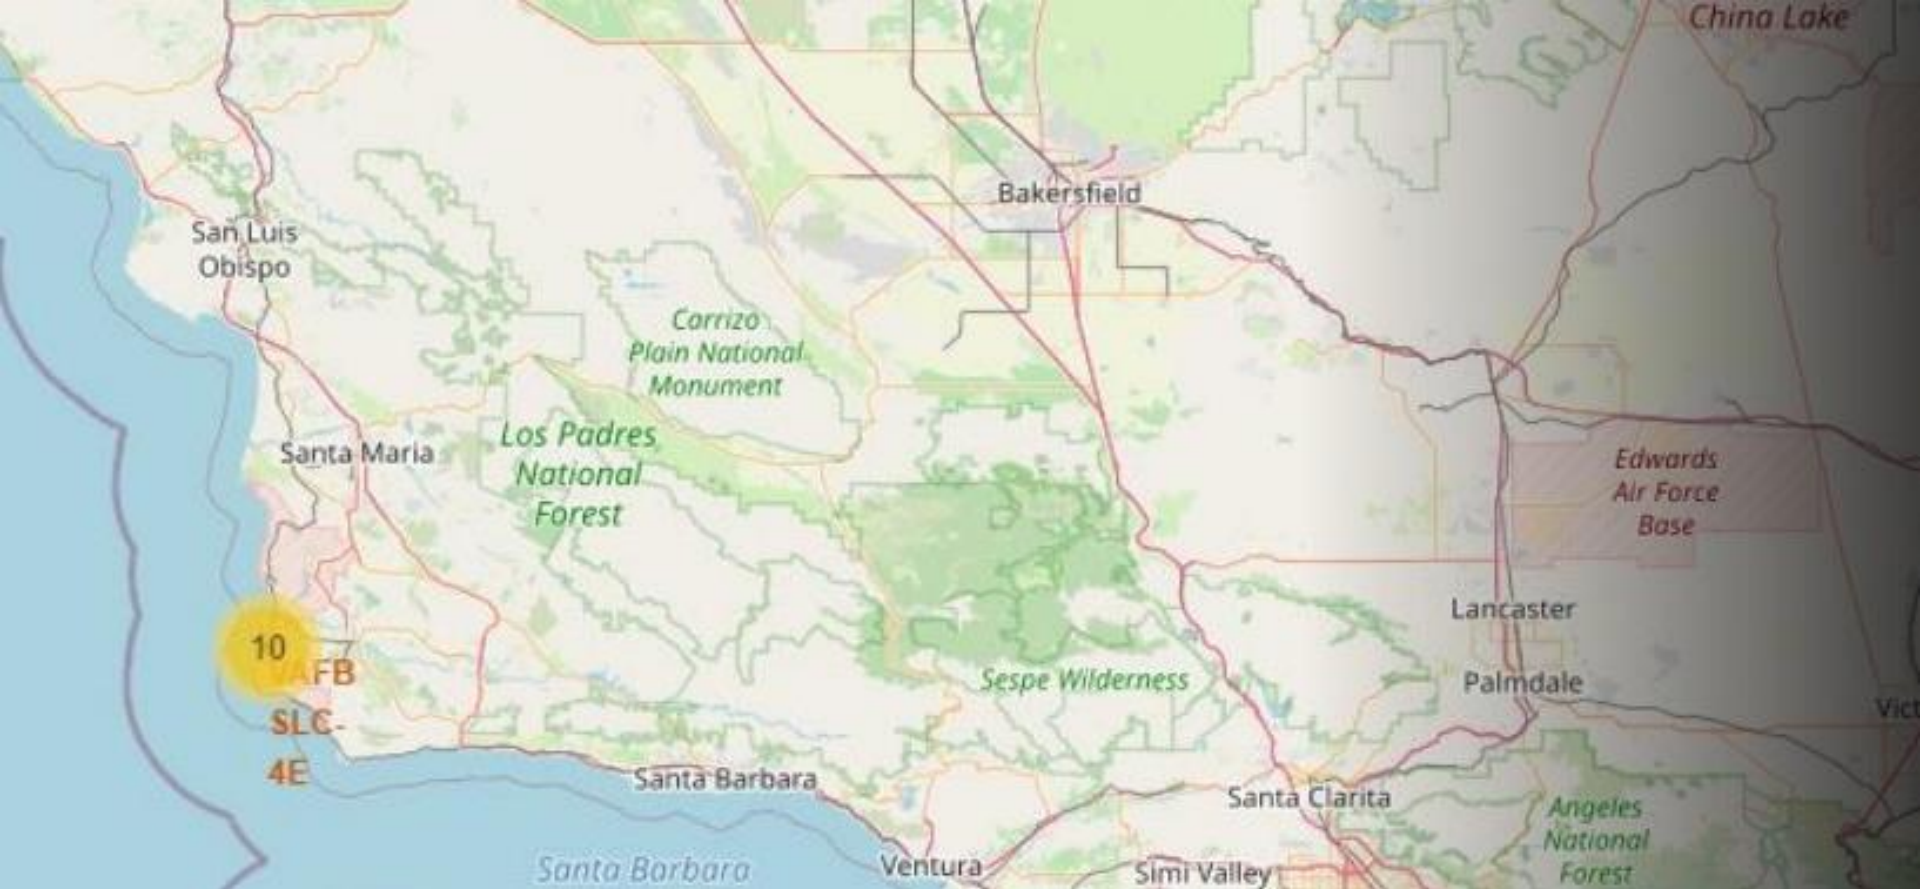 China Lake
Bakersfield
San Luis
Obispo
Carrizo
Plain National
Monument
Los Padres
National
Forest
Santa Maria
Edwards
Air Force
Base
Lancaster
10
VAFB
Sespe Wilderness
Palmdale
Vict
SLC-
4E
Santa Barbara
Santa Clarita
Angeles
National
Forest
Santa Barbara
Ventura
Simi Valley